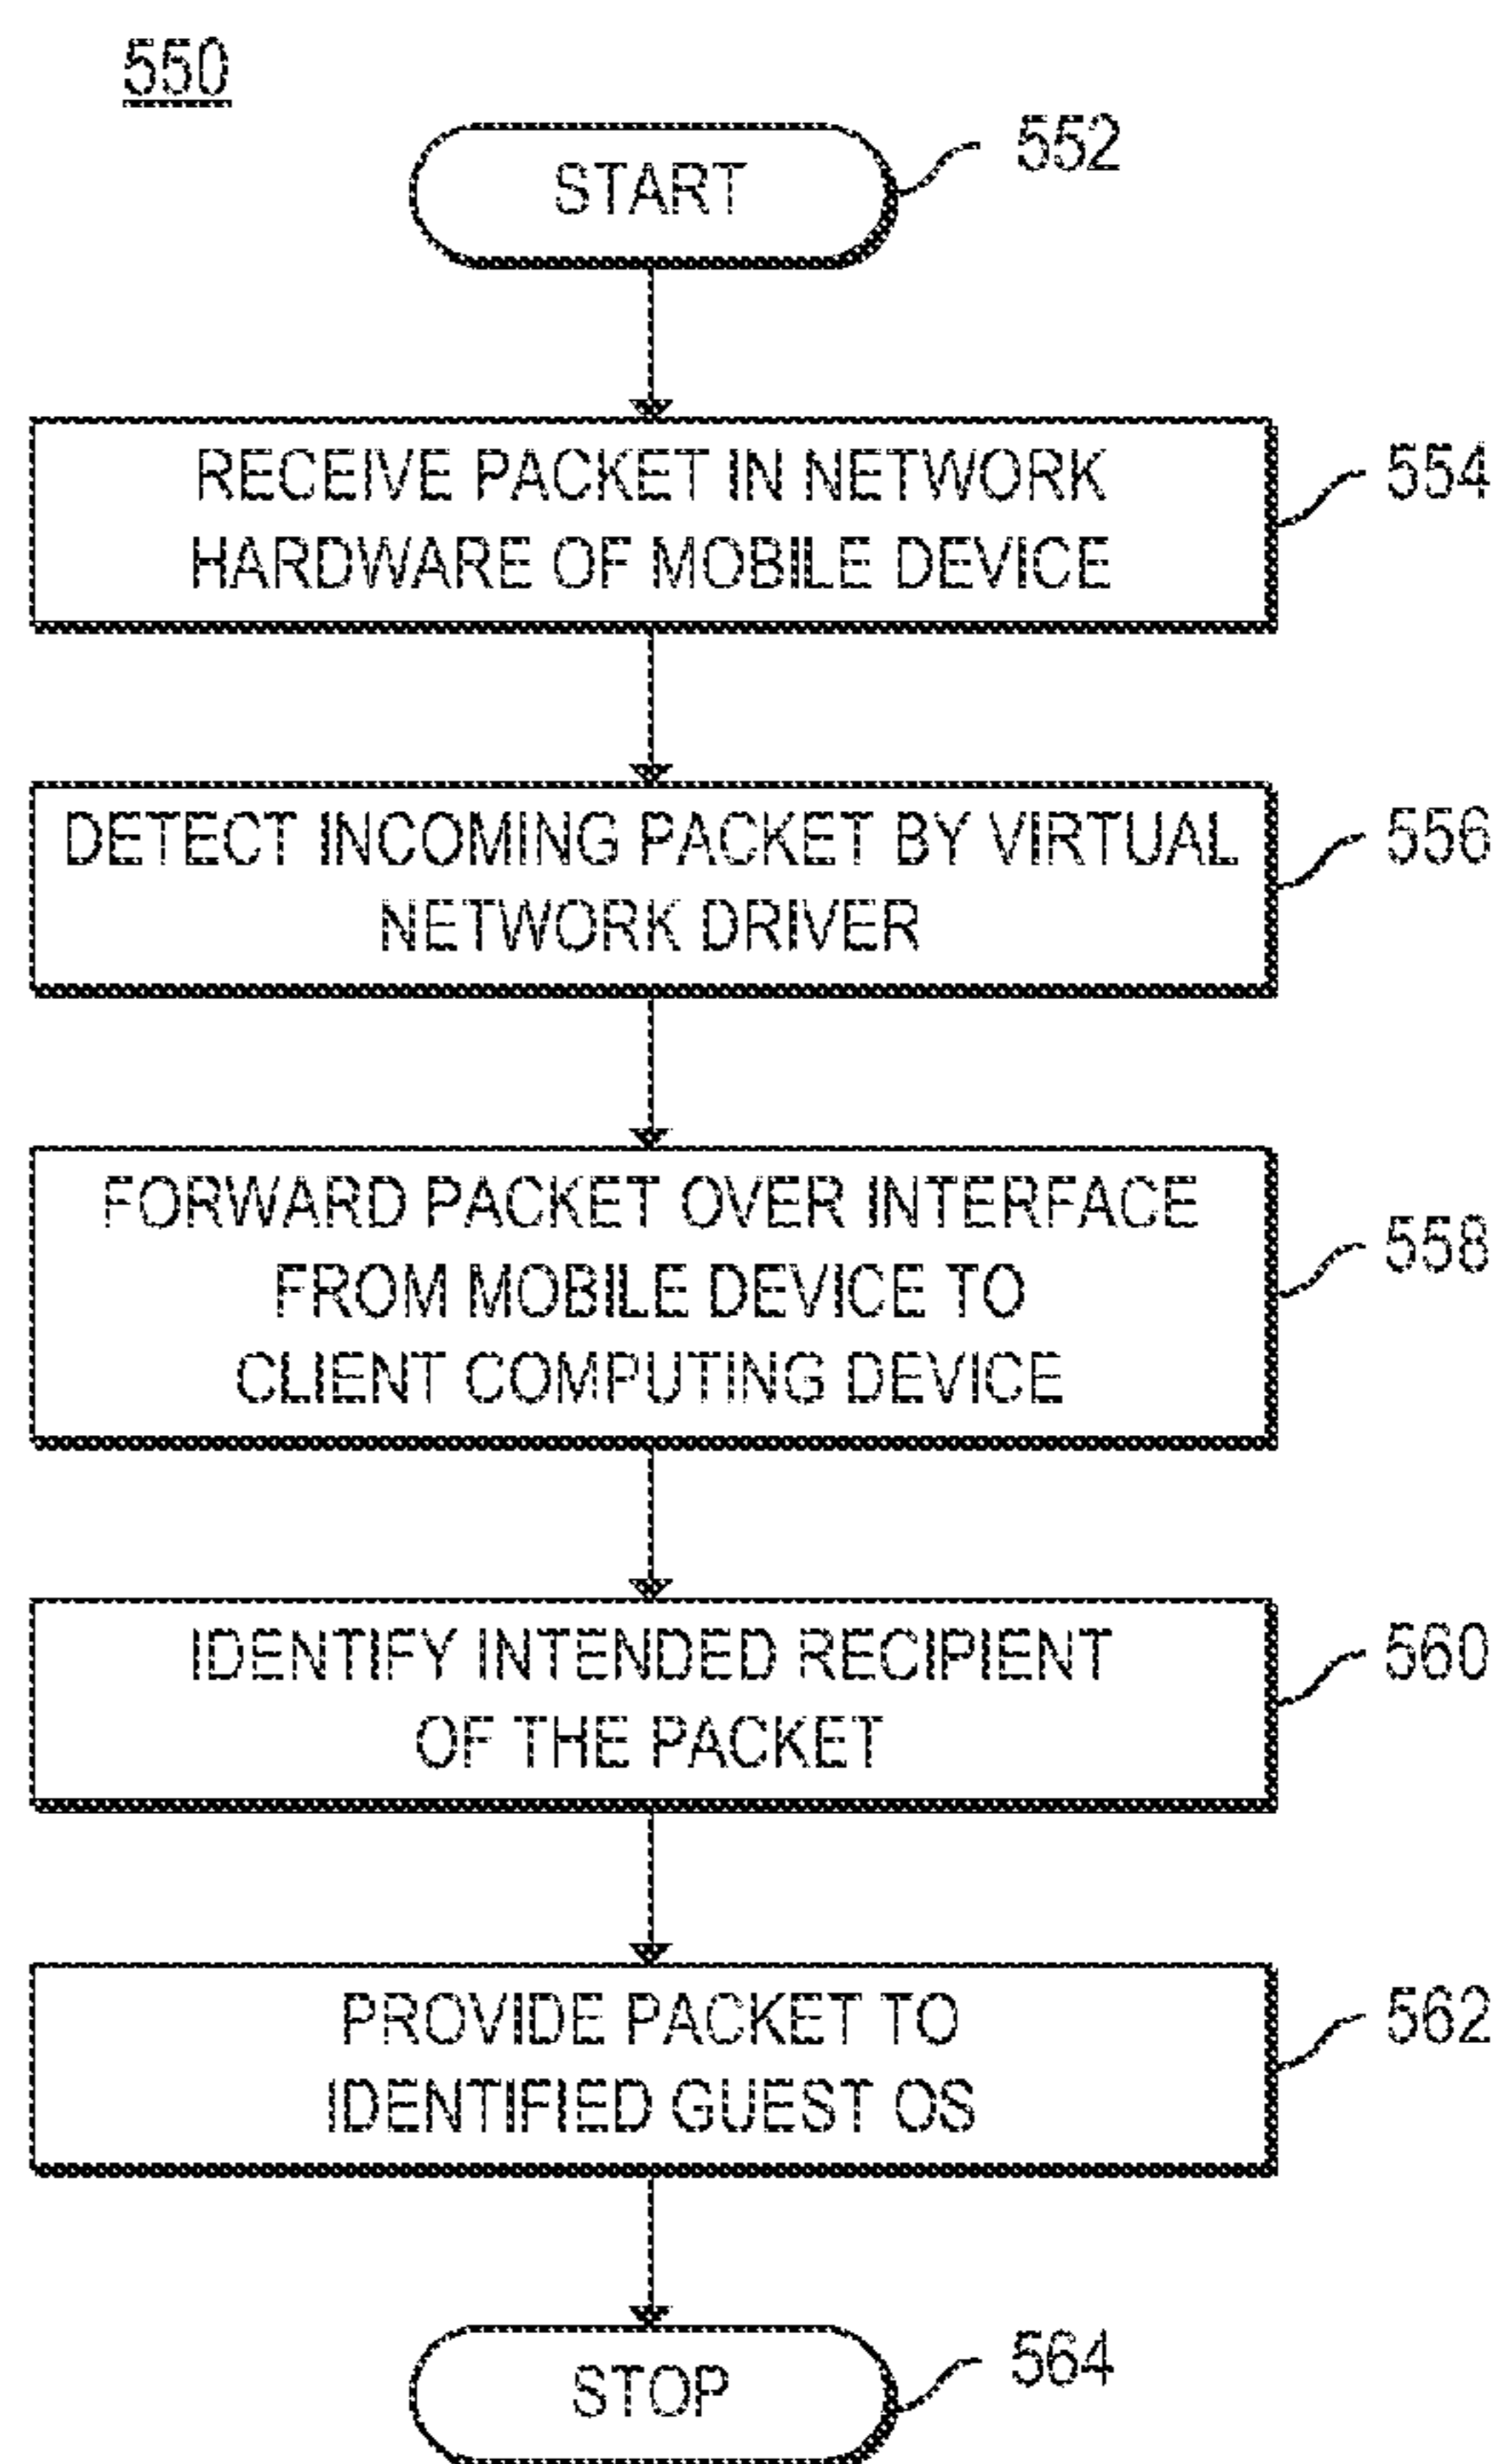 550
START
552
RECEIVE PACKET IN NETWORK
HARDWARE OF MOBILE DEVICE
554
DETECT INCOMING PACKET BY VIRTUAL
NETWORK DRIVER
556
FORWARD PACKET OVER INTERFACE
FROM MOBILE DEVICE TO
CLIENT COMPUTING DEVICE
558
IDENTIFY INTENDED RECIPIENT
OF THE PACKET
560
PROVIDE PACKET TO
IDENTIFIED GUEST OS
562
STOP
564